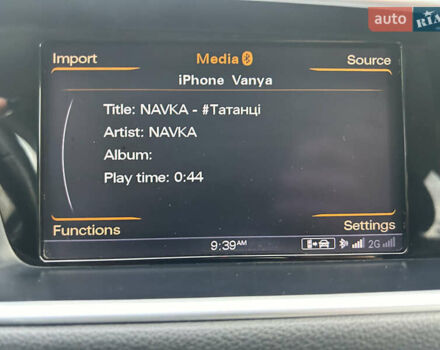 auto RIA
Import Media Source
iPhone Vanya
Title: NAVKA - #Татанці
Artist: NAVKA
Album:
Play time: 0:44
Functions Settings
9:39AM 2G